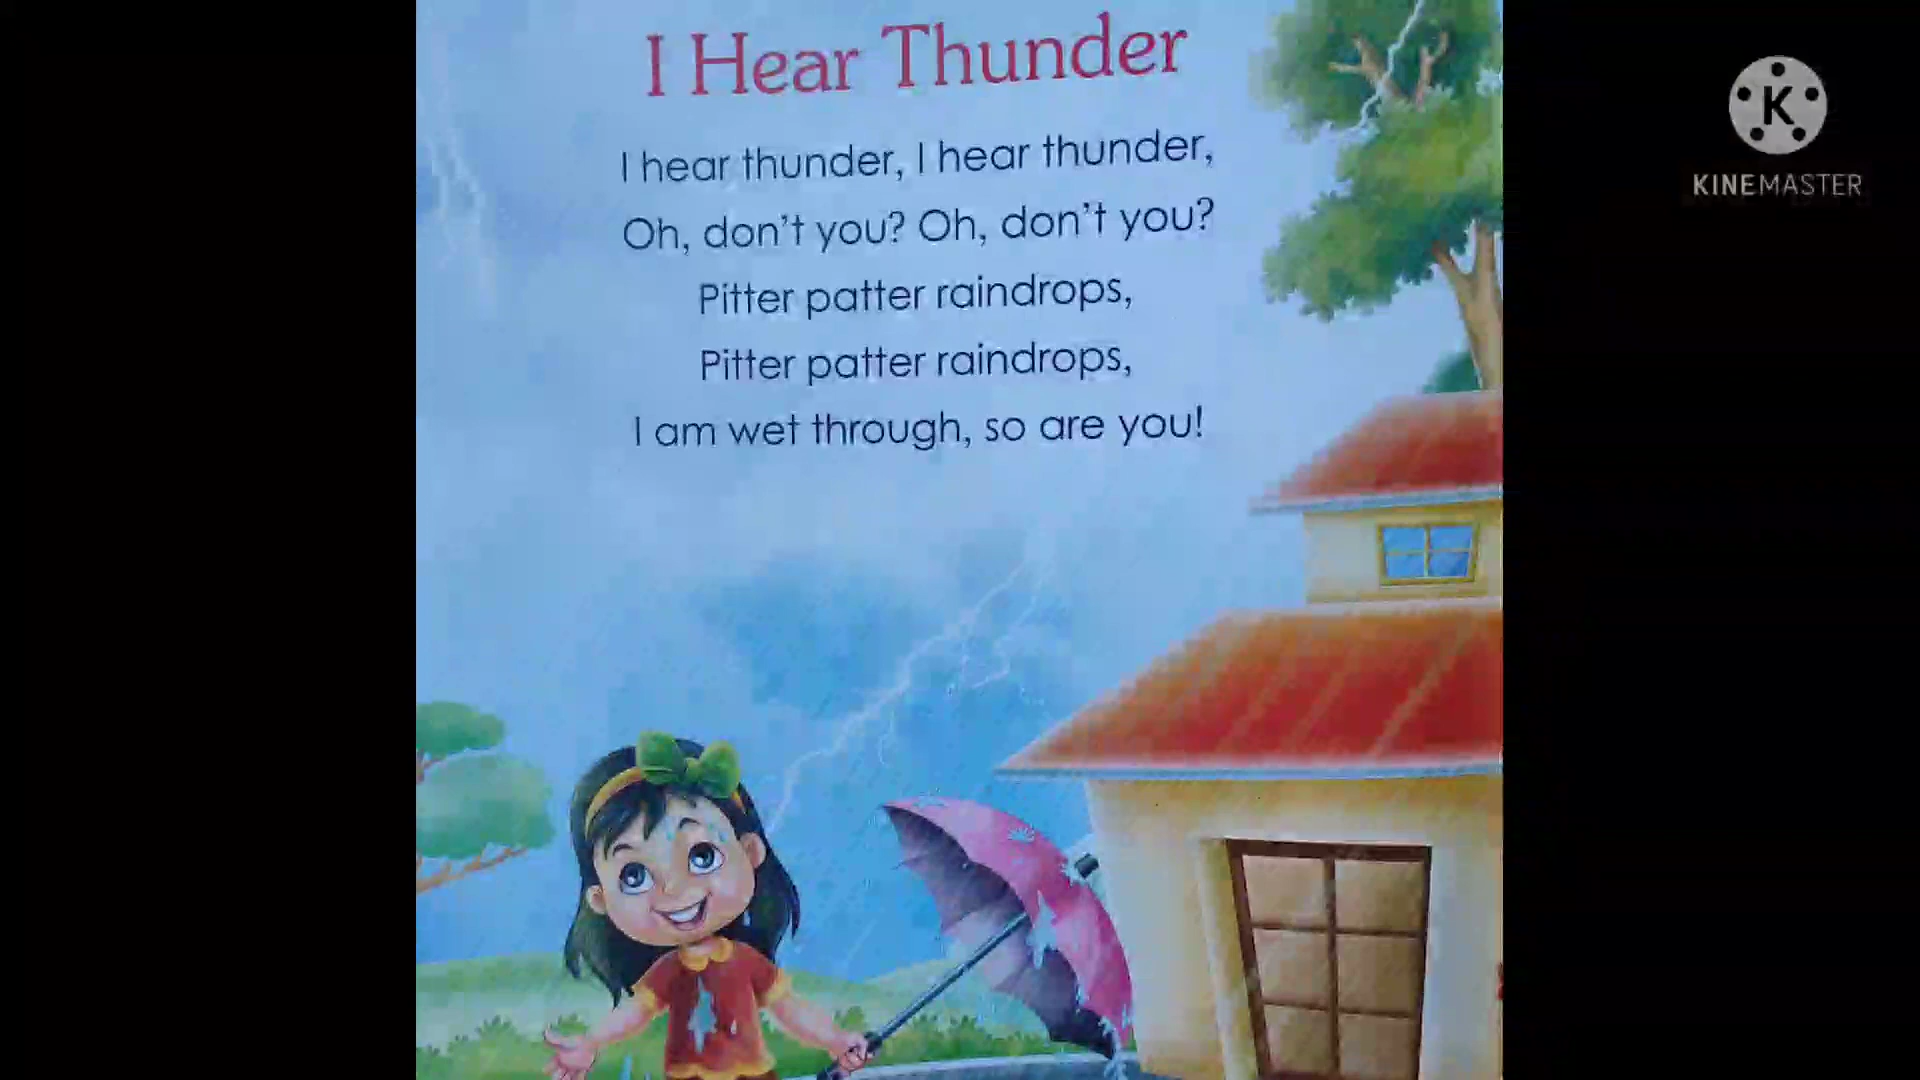 I Hear Thunder
I hear thunder, I hear thunder,
Oh, don't you? Oh, don't you?
Pitter patter raindrops,
Pitter patter raindrops,
I am wet through, so are you!
K
KINEMASTER